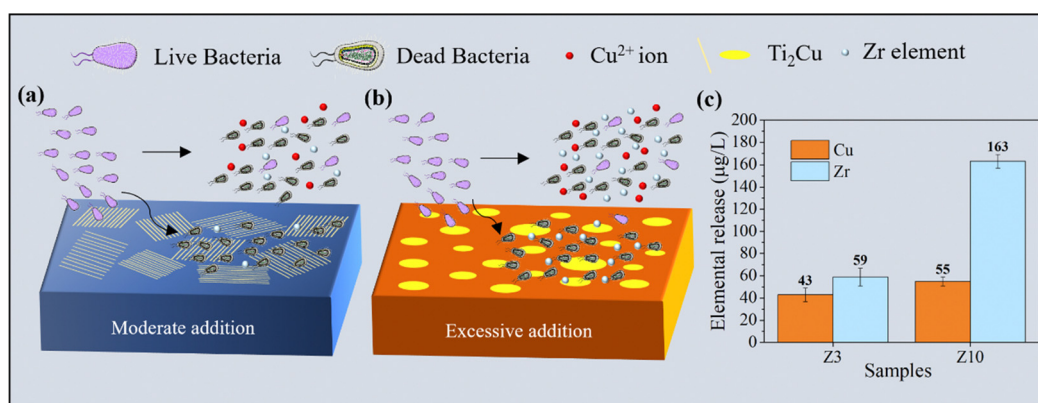 Live Bacteria
Dead Bacteria
Cu²⁺ ion
Ti₂Cu
Zr element
(a)
Moderate addition
(b)
Excessive addition
(c)
Elemental release (µg/L)
200
180
160
140
120
100
80
60
40
20
0
Cu
Zr
43
59
55
163
Z3
Z10
Samples